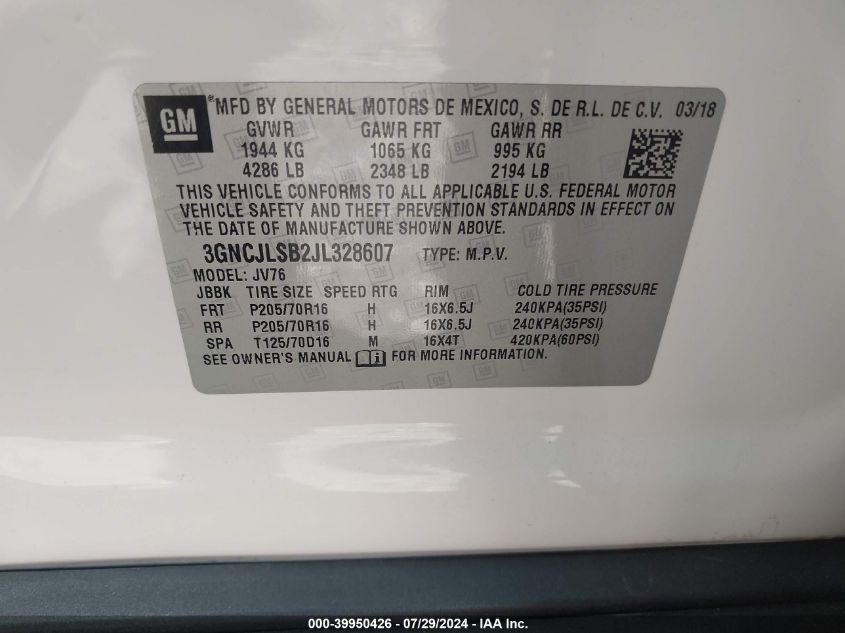 GM ®MFD BY GENERAL MOTORS DE MEXICO, S. DE R.L. DE C.V. 03/18
GVWR GAWR FRT GAWR RR
1944 KG 1065 KG 995 KG
4286 LB 2348 LB 2194 LB
THIS VEHICLE CONFORMS TO ALL APPLICABLE U.S. FEDERAL MOTOR
VEHICLE SAFETY AND THEFT PREVENTION STANDARDS IN EFFECT ON
THE DATE OF MANUFACTURE SHOWN ABOVE.
3GNCJLSB2JL328607 TYPE: M.P.V.
MODEL: JV76
JBBK TIRE SIZE SPEED RTG RIM COLD TIRE PRESSURE
FRT P205/70R16 H 16X6.5J 240KPA(35PSI)
RR P205/70R16 H 16X6.5J 240KPA(35PSI)
SPA T125/70D16 M 16X4T 420KPA(60PSI)
SEE OWNER'S MANUAL i FOR MORE INFORMATION.
000-39950426 - 07/29/2024 - © IAA Inc.